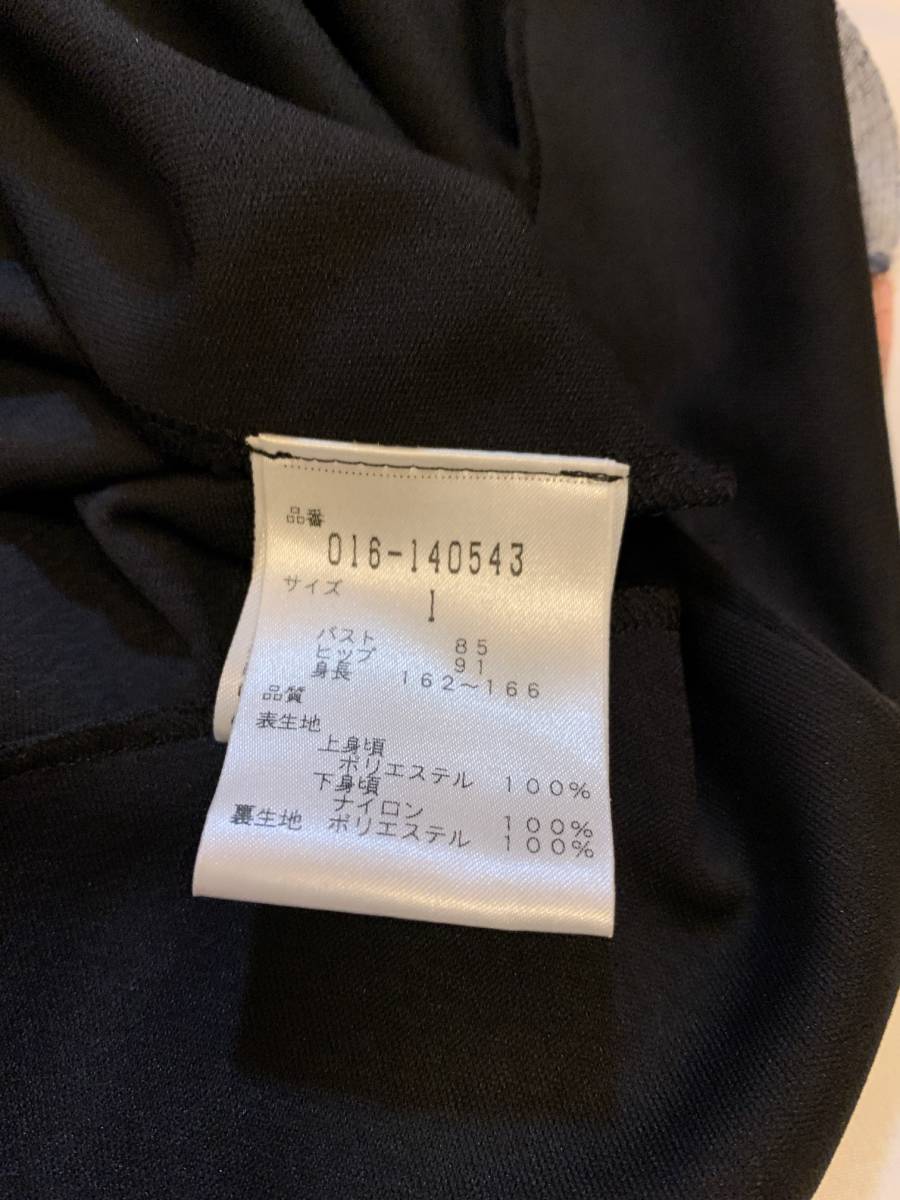 品番
016-140543
サイズ
1
バスト 85
ヒップ 91
身長 162~166
品質
表生地
上身頃
ポリエステル 100%
下身頃
ナイロン 100%
裏生地 ポリエステル 100%